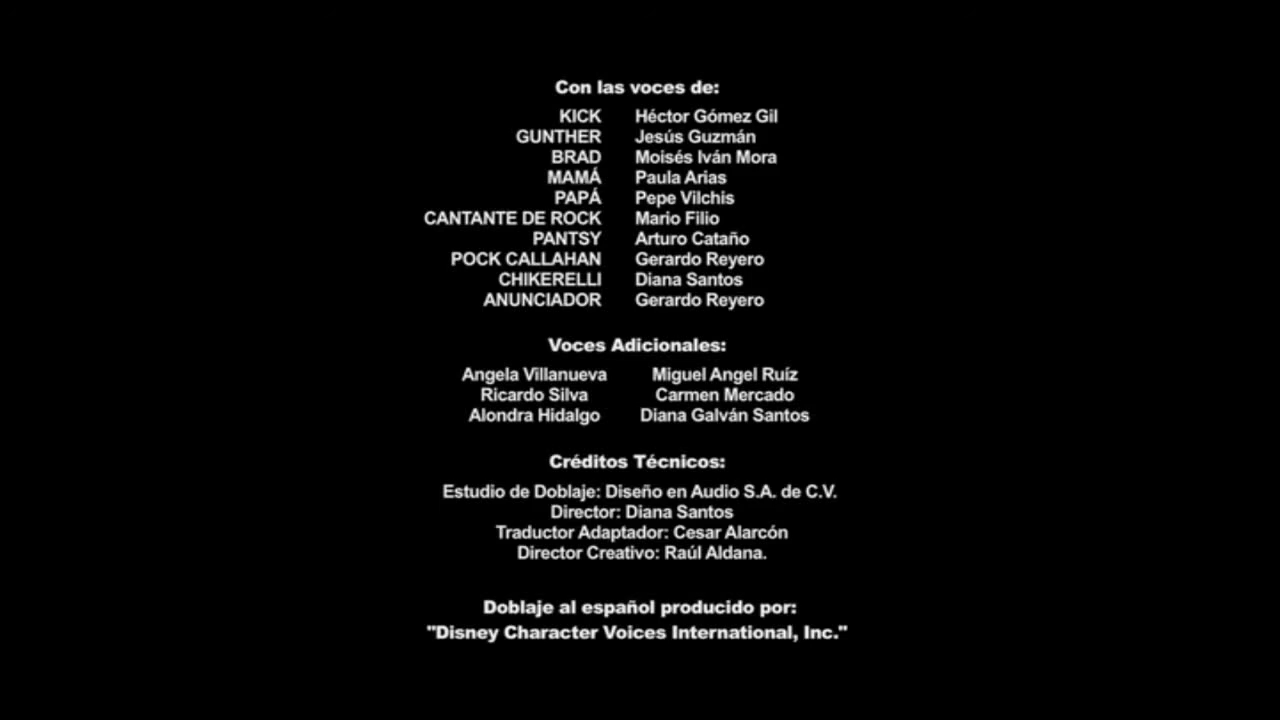 Con las voces de:
KICK Héctor Gómez Gil
GUNTHER Jesús Guzmán
BRAD Moisés Iván Mora
MAMÁ Paula Arias
PAPÁ Pepe Vilchis
CANTANTE DE ROCK Mario Filio
PANTSY Arturo Cataño
POCK CALLAHAN Gerardo Reyero
CHIKERELLI Diana Santos
ANUNCIADOR Gerardo Reyero
Voces Adicionales:
Angela Villanueva Miguel Angel Ruíz
Ricardo Silva Carmen Mercado
Alondra Hidalgo Diana Galván Santos
Créditos Técnicos:
Estudio de Doblaje: Diseño en Audio S.A. de C.V.
Director: Diana Santos
Traductor Adaptador: Cesar Alarcón
Director Creativo: Raúl Aldana.
Doblaje al español producido por:
"Disney Character Voices International, Inc."